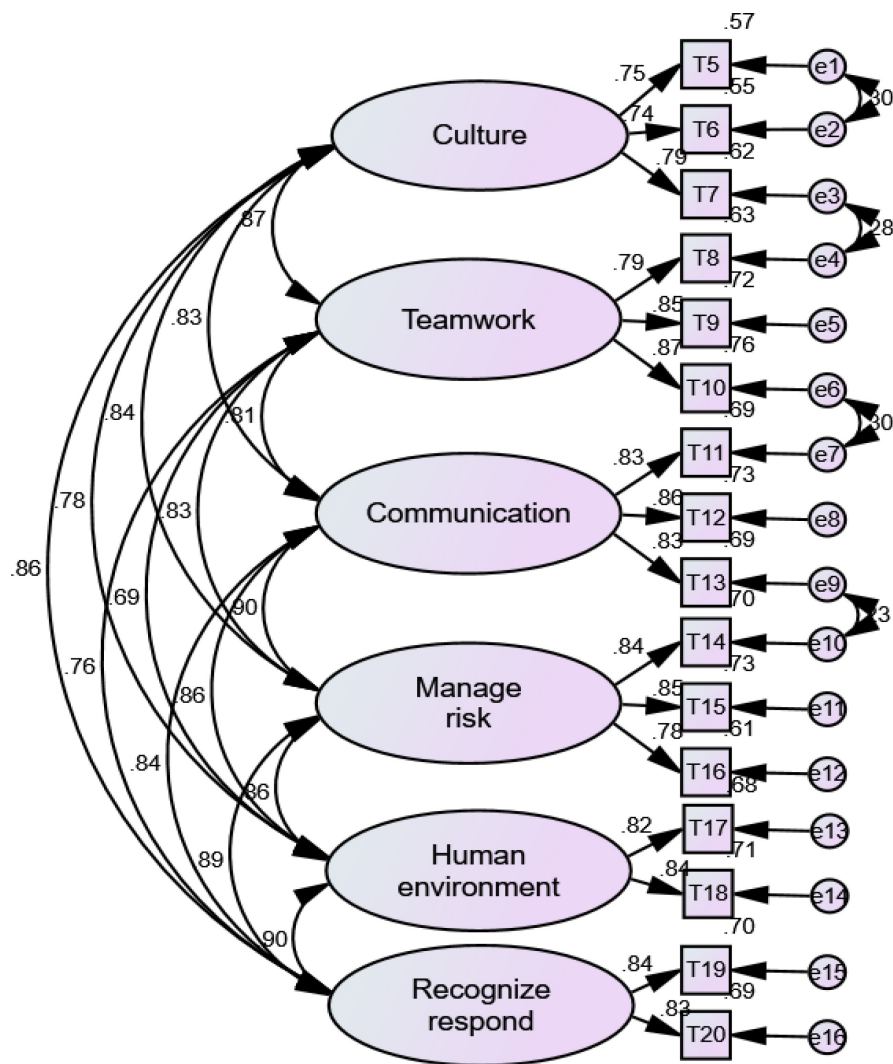 .57
T5
e1
.75
.55
.30
Culture
.74
T6
e2
.62
.79
T7
e3
.87
.63
.28
.79
T8
e4
.72
Teamwork
.83
.85
T9
e5
.76
.87
T10
e6
.84
.81
.69
.30
.83
T11
e7
.73
.78
.83
Communication
.86
T12
e8
.69
.86
.83
T13
e9
.70
.69
.90
.23
.84
T14
e10
.73
.76
.86
Manage
risk
.85
T15
e11
.61
.84
.78
T16
e12
.68
.86
.82
T17
e13
.71
.89
Human
environment
.84
T18
e14
.70
.90
.84
T19
e15
.69
Recognize
respond
.83
T20
e16